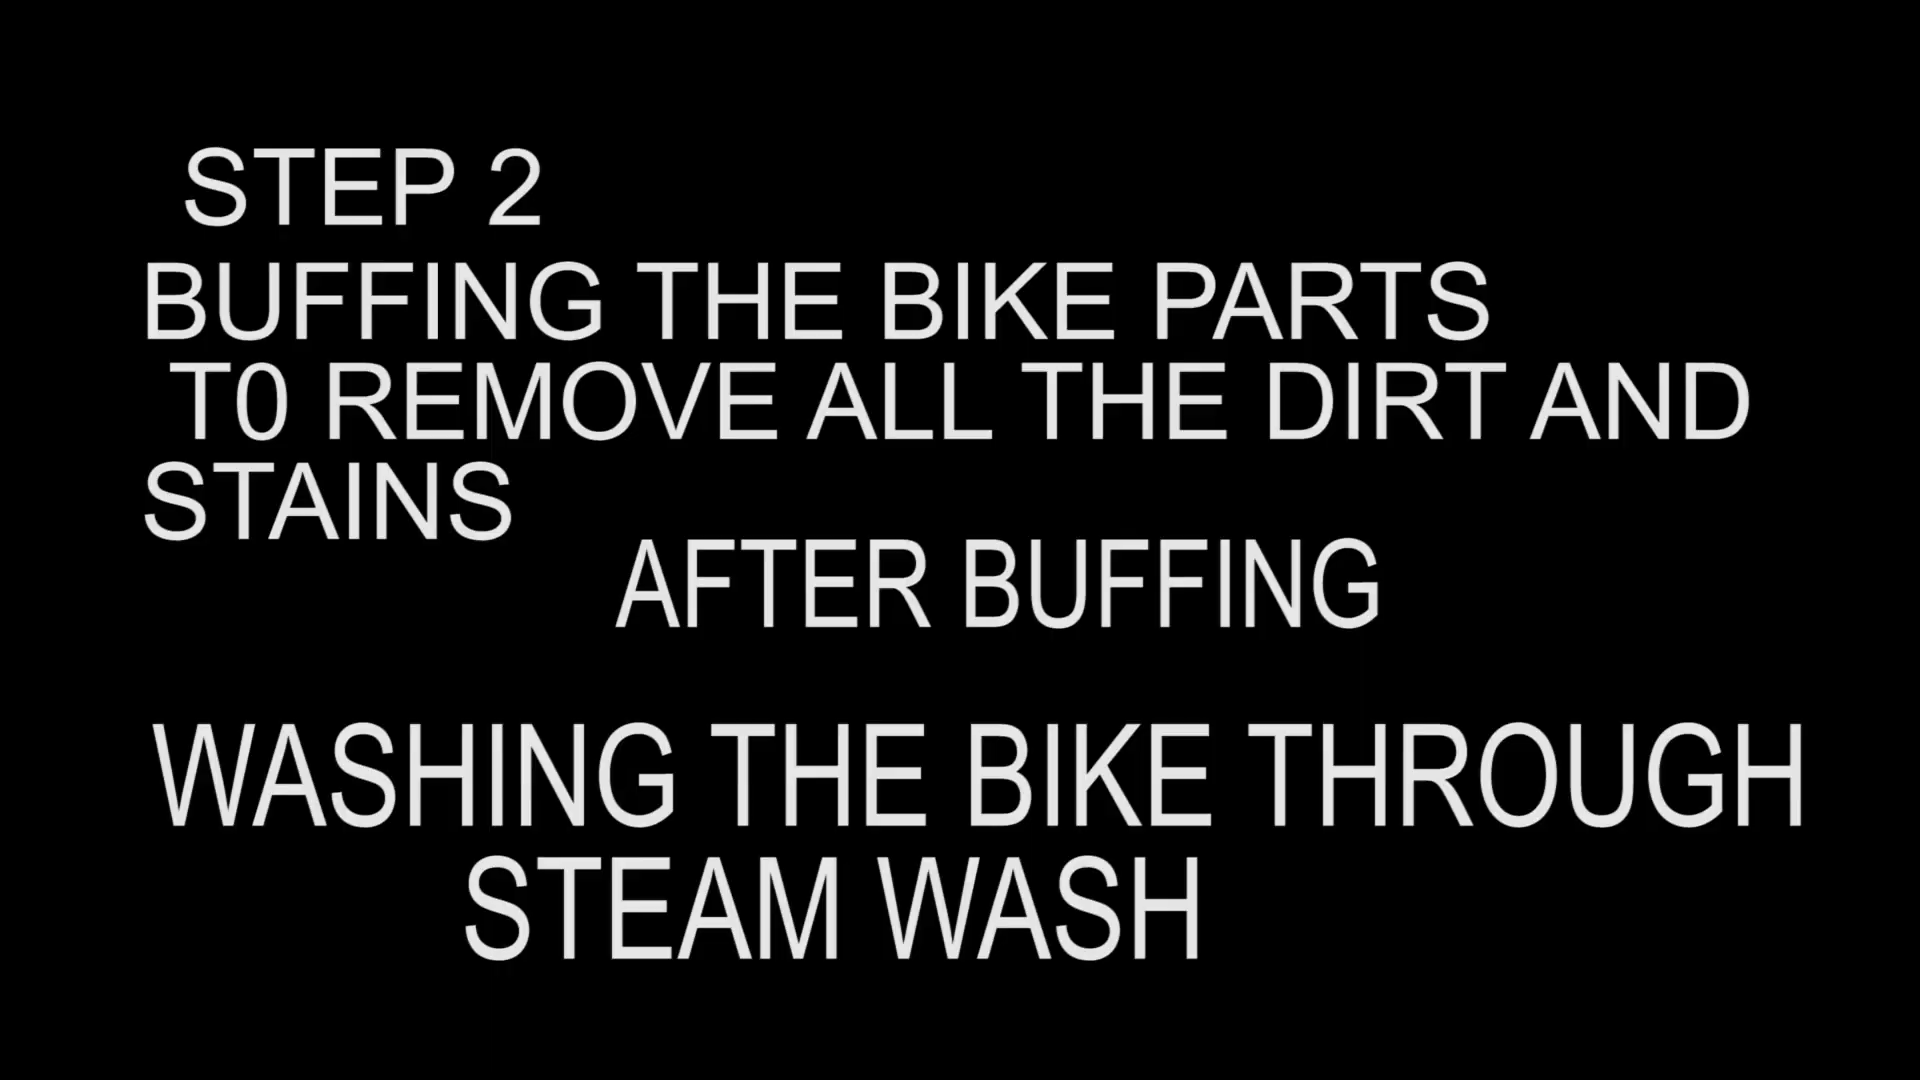 STEP 2
BUFFING THE BIKE PARTS
T0 REMOVE ALL THE DIRT AND
STAINS
AFTER BUFFING
WASHING THE BIKE THROUGH
STEAM WASH